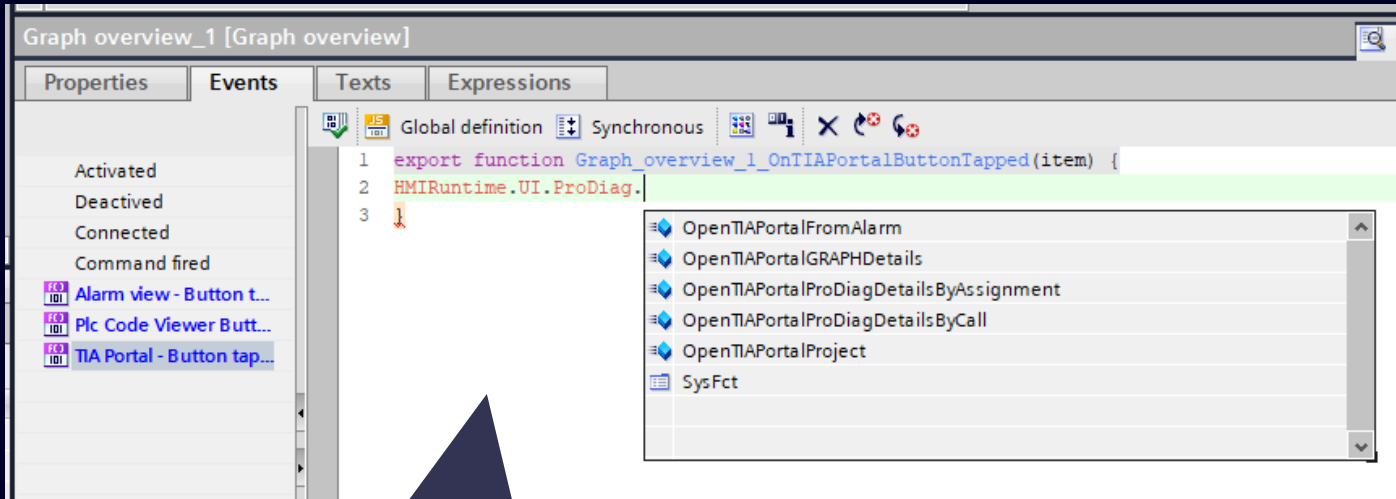 Graph overview_1 [Graph overview]
Properties Events Texts Expressions
Global definition Synchronous
Activated
Deactived
Connected
Command fired
Alarm view - Button t...
Plc Code Viewer Butt...
TIA Portal - Button tap...
1 export function Graph_overview_1_OnTIAPortalButtonTapped(item) {
2 HMIRuntime.UI.ProDiag.
3 }
OpenTIAPortalFromAlarm
OpenTIAPortalGRAPHDetails
OpenTIAPortalProDiagDetailsByAssignment
OpenTIAPortalProDiagDetailsByCall
OpenTIAPortalProject
SysFct